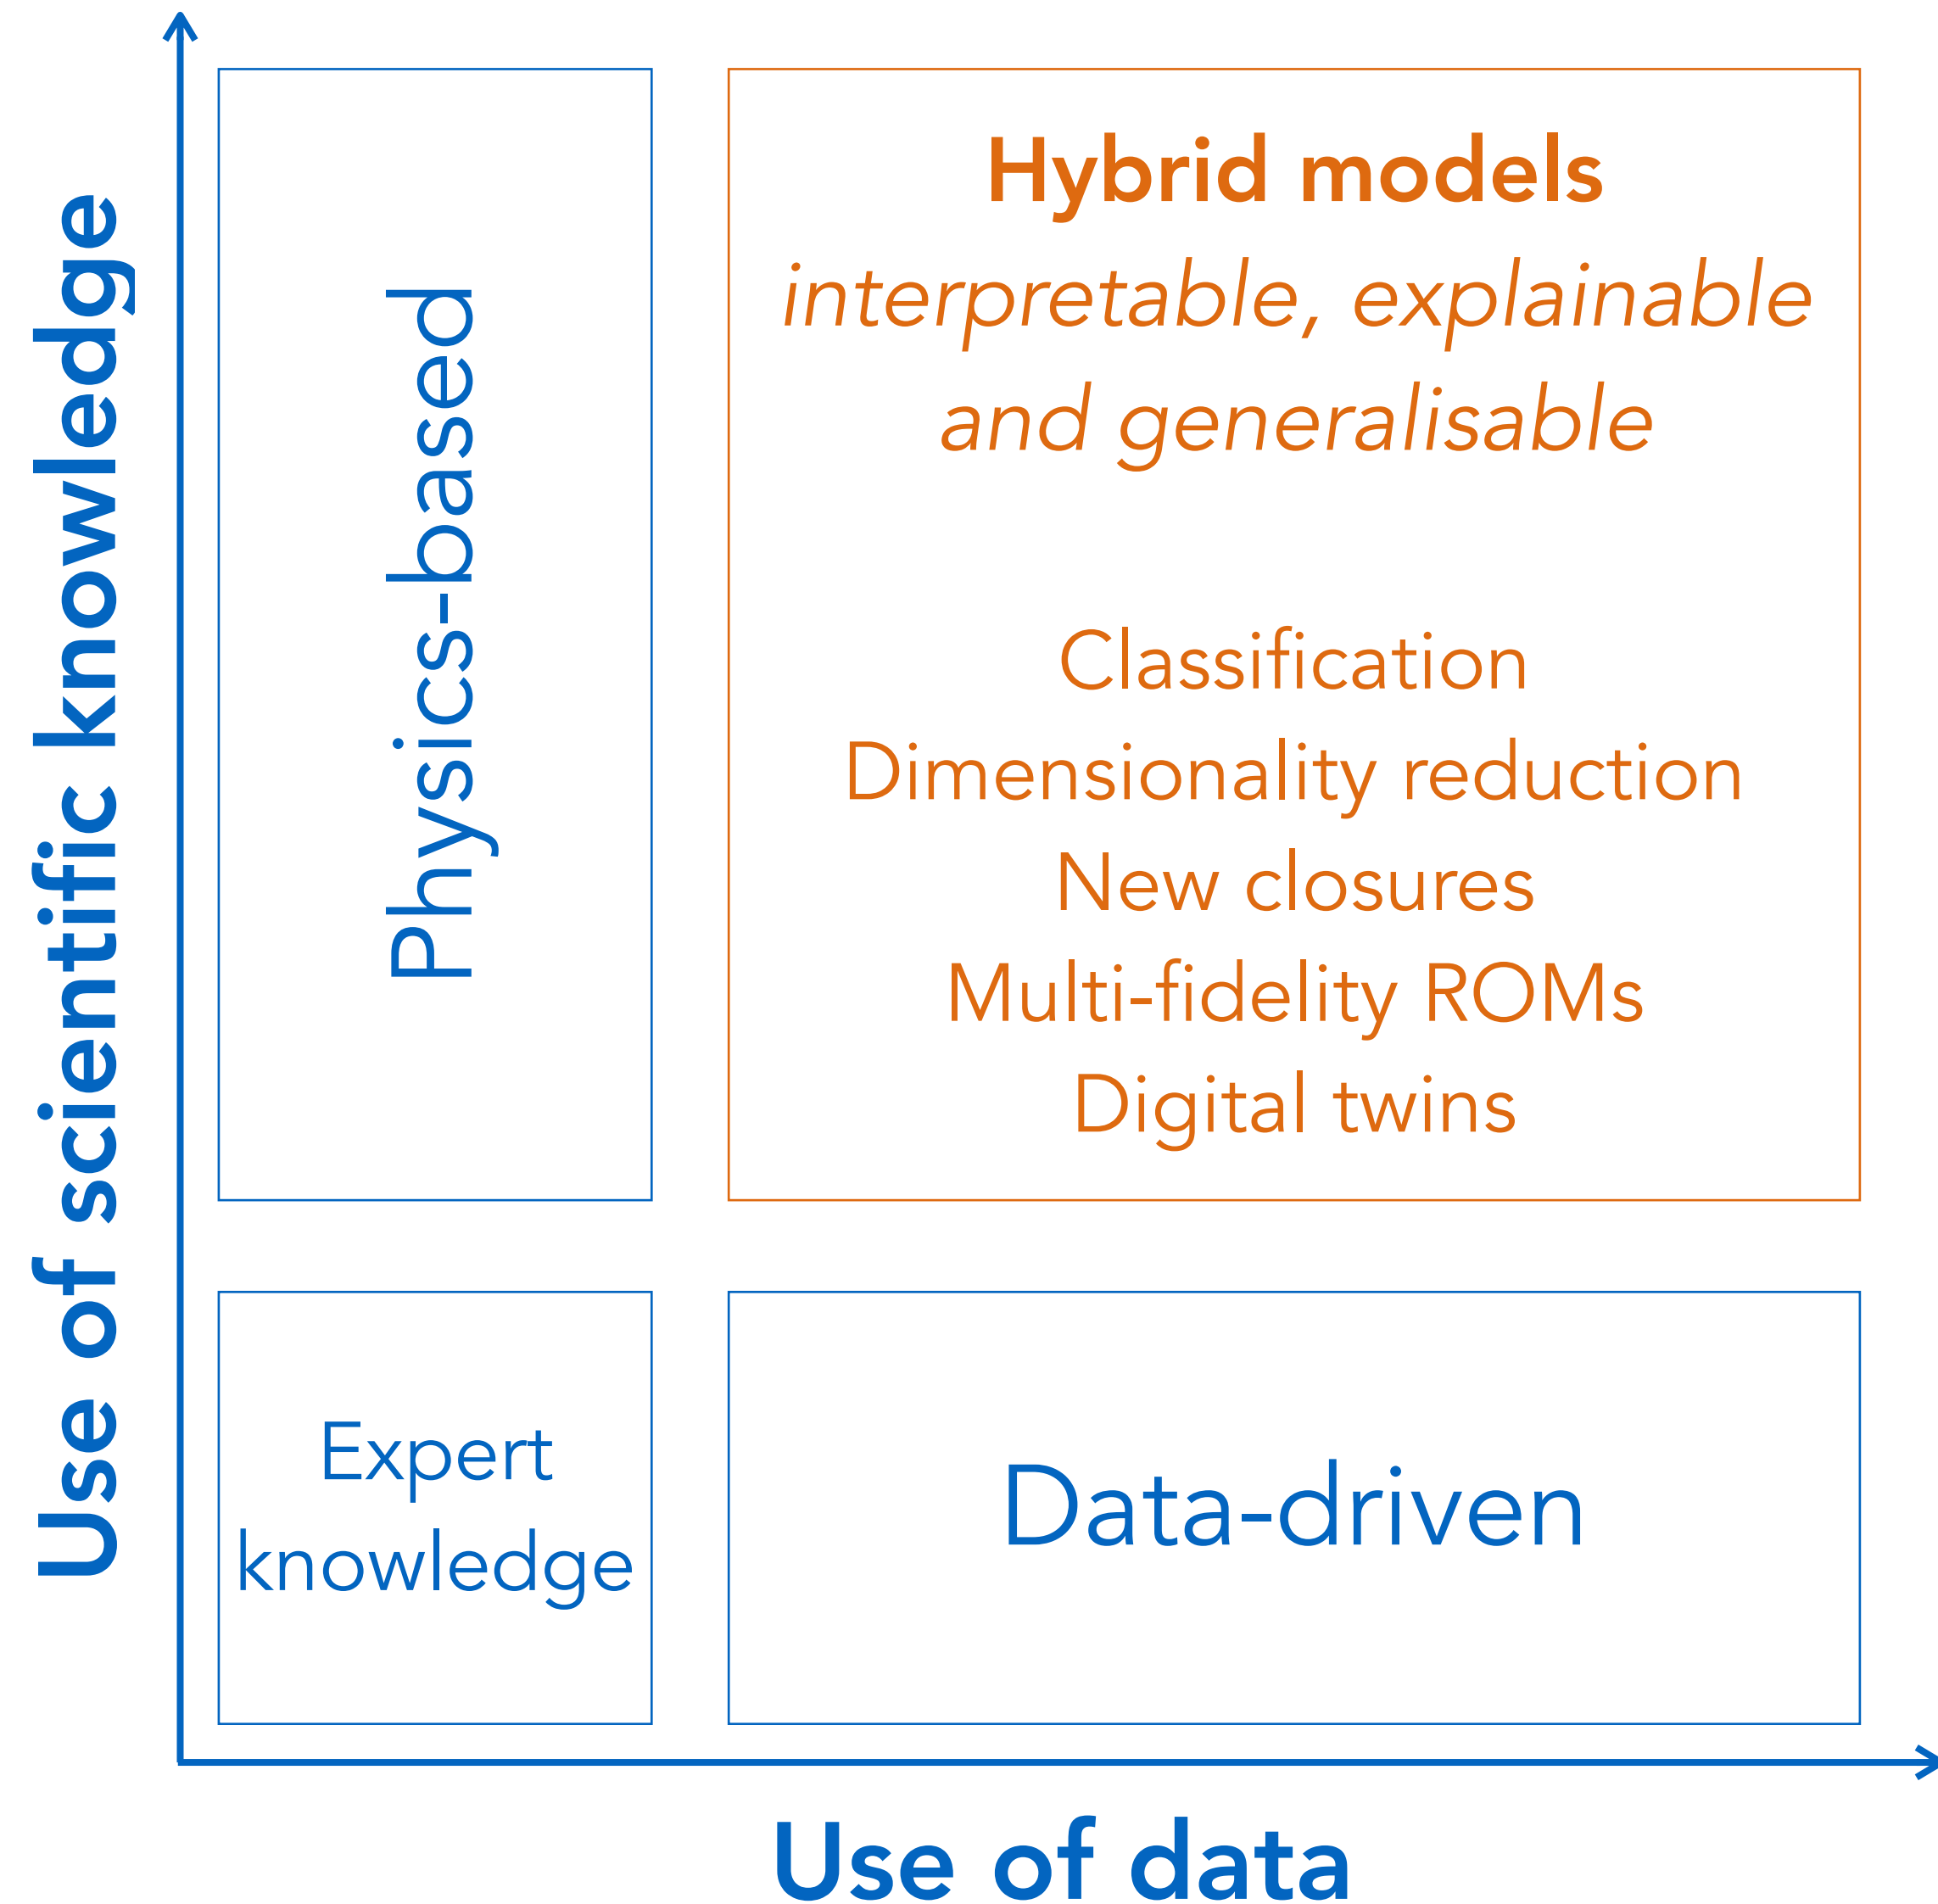 Use of scientific knowledge
Physics-based
Hybrid models
interpretable, explainable
and generalisable
Classification
Dimensionality reduction
New closures
Multi-fidelity ROMs
Digital twins
Expert
knowledge
Data-driven
Use of data